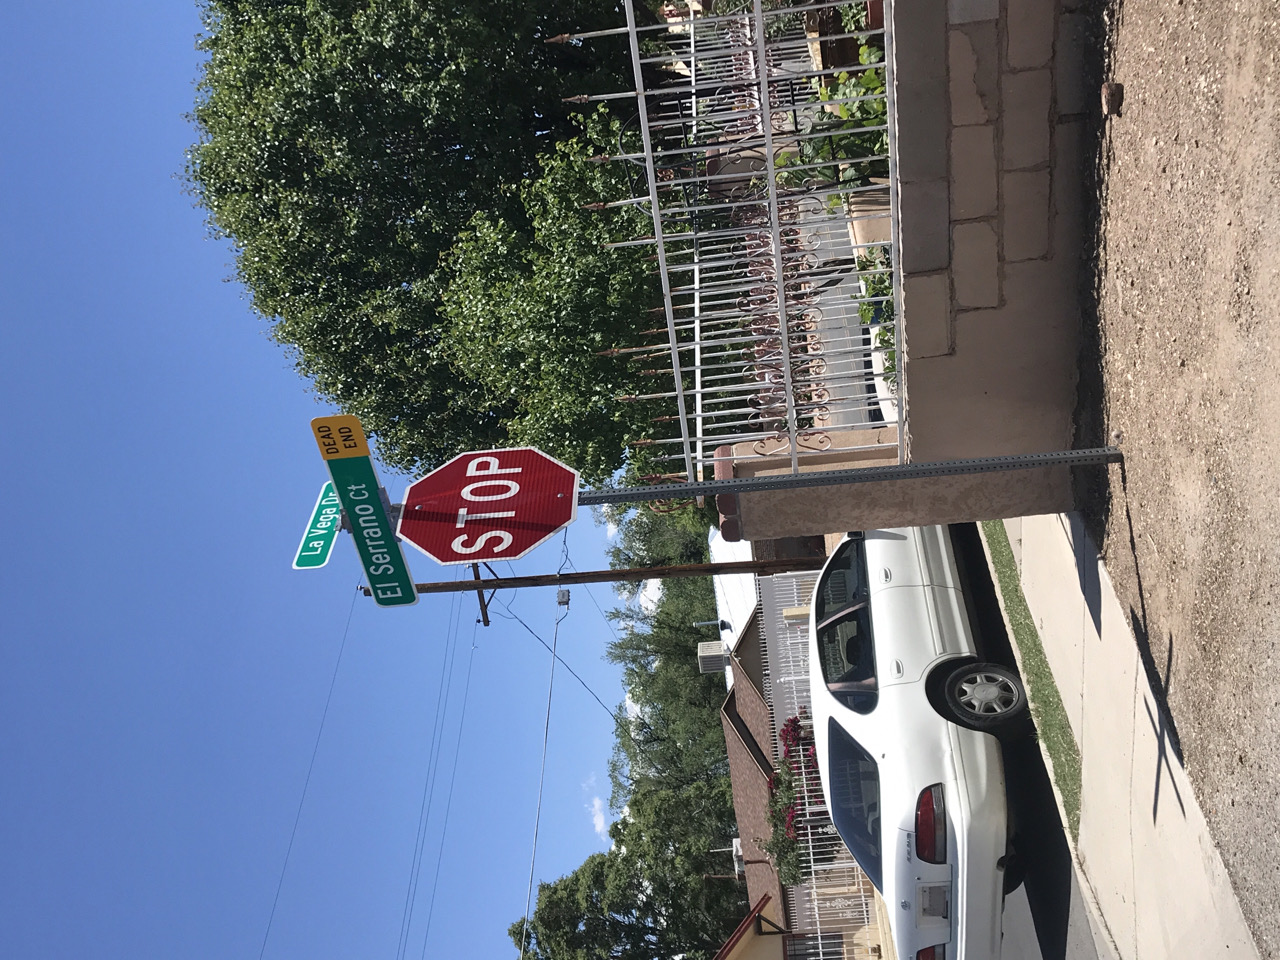 La Vega Dr
El Serrano Ct
DEAD
END
STOP